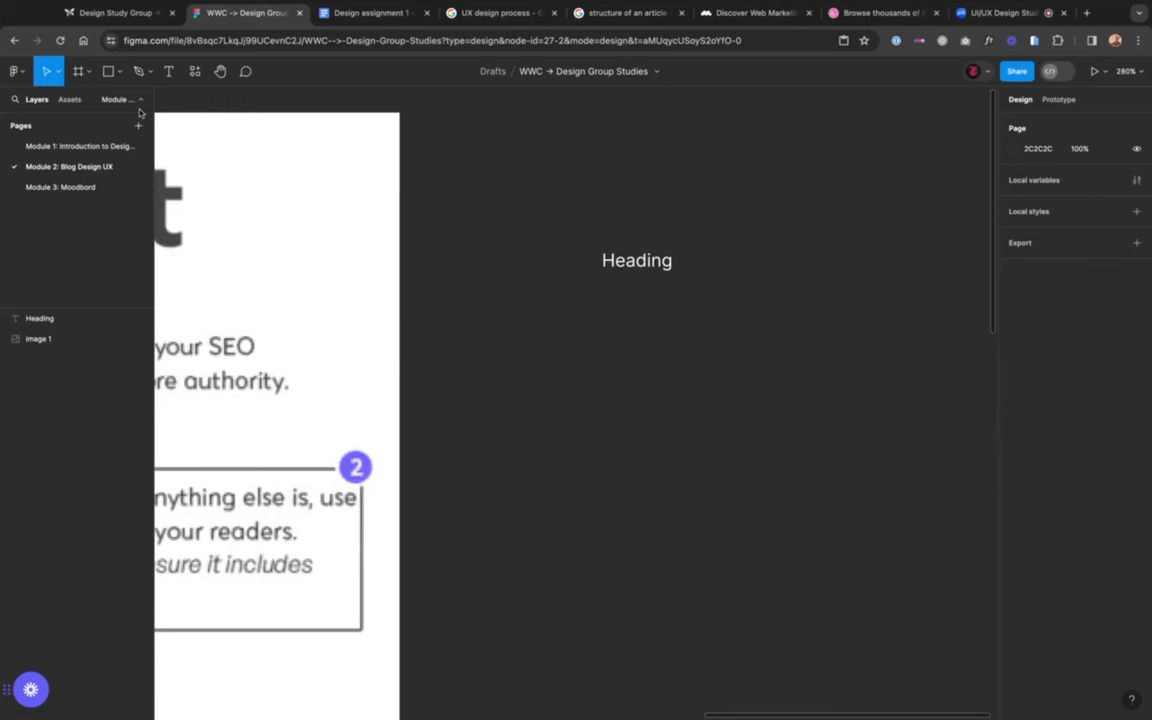 Design Study Group
WWC -> Design Group
Design assignment 1 -
UX design process - G
structure of an article
Discover Web Marketi
Browse thousands of
UI/UX Design Stud
figma.com/file/8vBsqc7LkqJj99UCevnC2J/WWC-->-Design-Group-Studies?type=design&node-id=27-2&mode=design&t=aMUqycUSoyS2oYfO-0
Drafts / WWC -> Design Group Studies
Share
280%
Layers
Assets
Module ...
Design
Prototype
Pages
Page
Module 1: Introduction to Desig...
2C2C2C
100%
Module 2: Blog Design UX
Module 3: Moodbord
Local variables
Local styles
Export
t
Heading
Heading
image 1
your SEO
re authority.
2
nything else is, use
your readers.
sure it includes
?